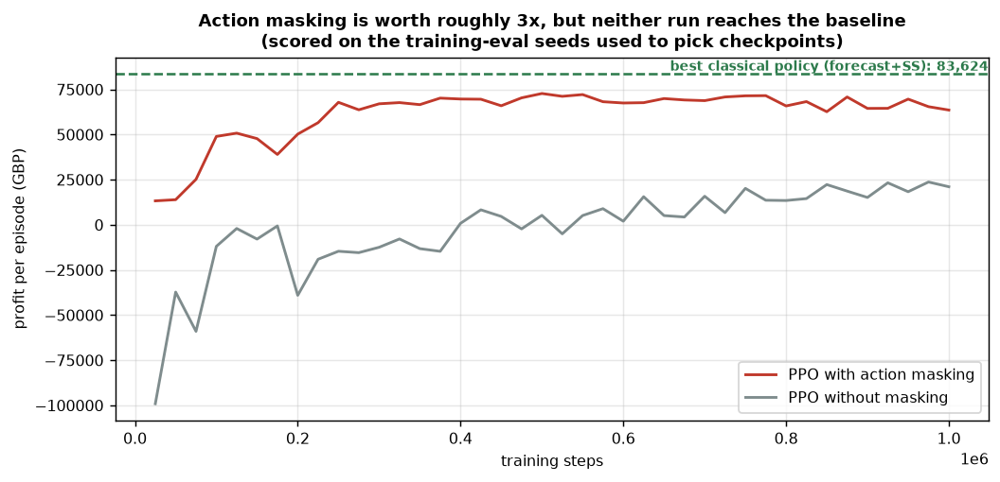 Action masking is worth roughly 3x, but neither run reaches the baseline
(scored on the training-eval seeds used to pick checkpoints)
best classical policy (forecast+SS): 83,624
profit per episode (GBP)
75000
50000
25000
0
−25000
−50000
−75000
−100000
PPO with action masking
PPO without masking
0.0 0.2 0.4 0.6 0.8 1.0
1e6
training steps